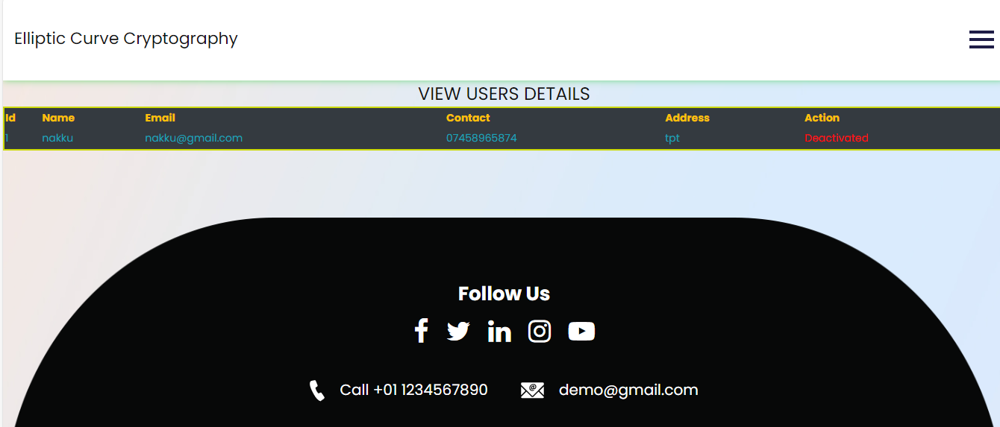 Elliptic Curve Cryptography
VIEW USERS DETAILS
Id Name Email Contact Address Action
1 nakku nakku@gmail.com 07458965874 tpt Deactivated
Follow Us
Call +01 1234567890 demo@gmail.com